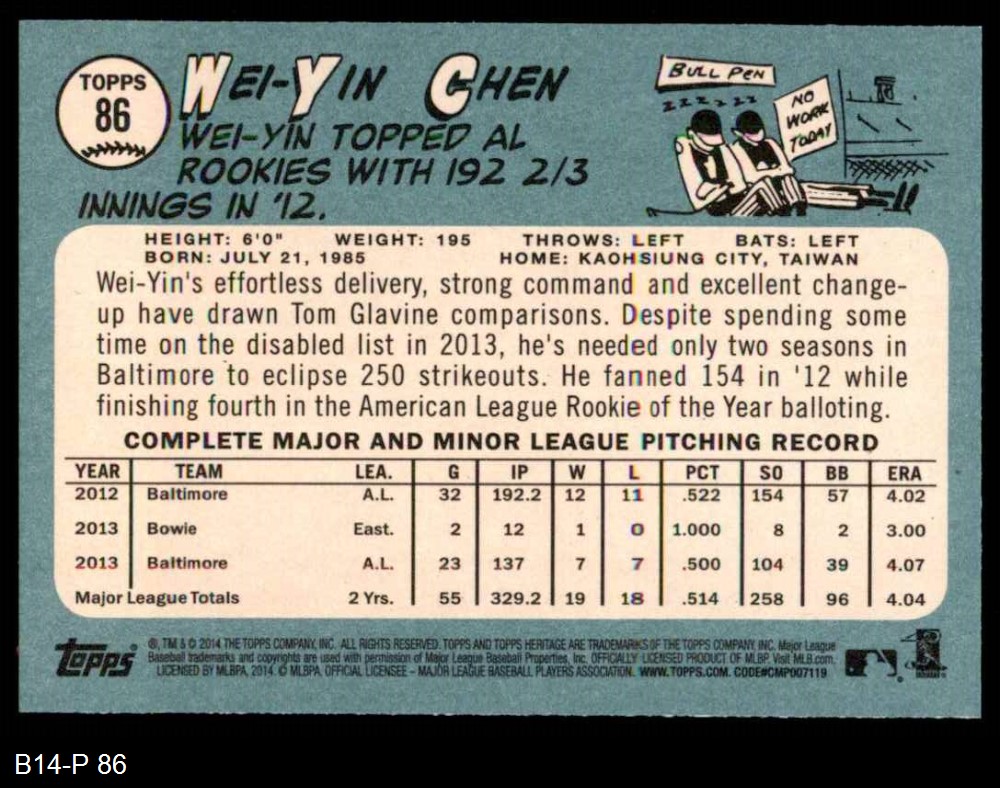 TOPPS
86
WEI-YIN CHEN
WEI-YIN TOPPED AL
ROOKIES WITH 192 2/3
INNINGS IN '12.
BULL PEN
Z Z Z Z Z Z
NO
WORK
TODAY
HEIGHT: 6'0" WEIGHT: 195 THROWS: LEFT BATS: LEFT
BORN: JULY 21, 1985 HOME: KAOHSIUNG CITY, TAIWAN
Wei-Yin's effortless delivery, strong command and excellent change-
up have drawn Tom Glavine comparisons. Despite spending some
time on the disabled list in 2013, he's needed only two seasons in
Baltimore to eclipse 250 strikeouts. He fanned 154 in '12 while
finishing fourth in the American League Rookie of the Year balloting.
COMPLETE MAJOR AND MINOR LEAGUE PITCHING RECORD
YEAR TEAM LEA. G IP W L PCT SO BB ERA
2012 Baltimore A.L. 32 192.2 12 11 .522 154 57 4.02
2013 Bowie East. 2 12 1 0 1.000 8 2 3.00
2013 Baltimore A.L. 23 137 7 7 .500 104 39 4.07
Major League Totals 2 Yrs. 55 329.2 19 18 .514 258 96 4.04
topps
®, TM & © 2014 THE TOPPS COMPANY, INC. ALL RIGHTS RESERVED. TOPPS AND TOPPS HERITAGE ARE TRADEMARKS OF THE TOPPS COMPANY, INC. Major League
Baseball trademarks and copyrights are used with permission of Major League Baseball Properties, Inc. OFFICIALLY LICENSED PRODUCT OF MLBP. Visit MLB.com.
LICENSED BY MLBPA, 2014. © MLBPA, OFFICIAL LICENSEE – MAJOR LEAGUE BASEBALL PLAYERS ASSOCIATION. WWW.TOPPS.COM. CODE#CMP007119
B14-P 86